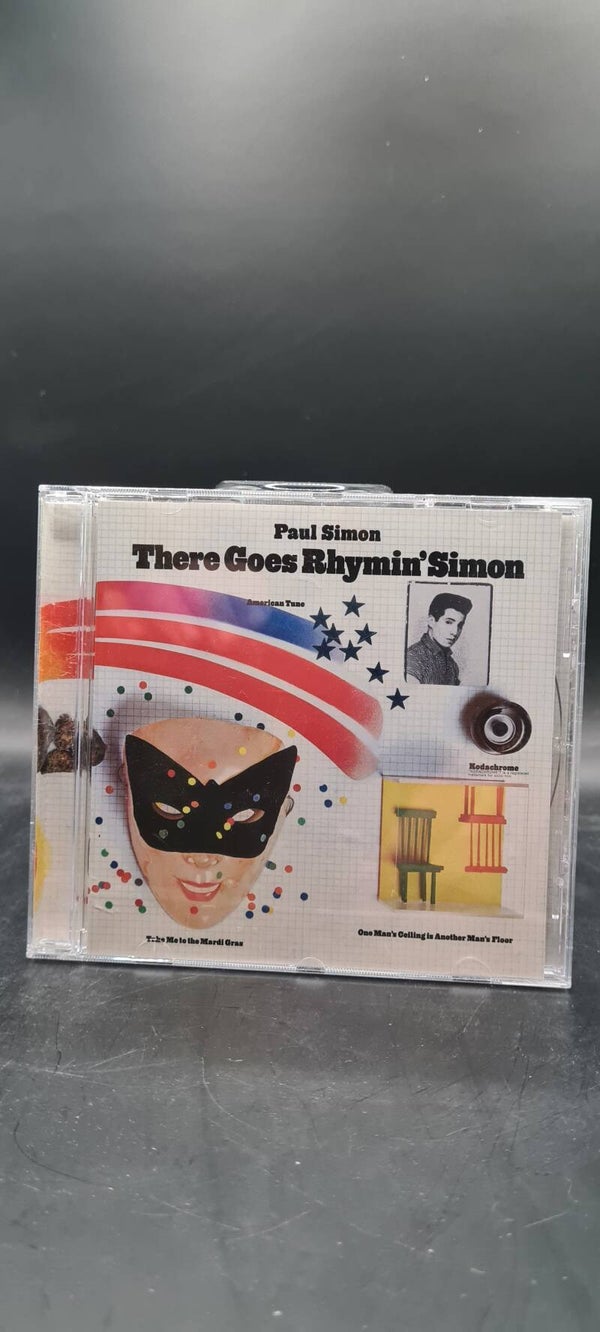 Paul Simon
There Goes Rhymin' Simon
American Tune
Kodachrome
Take Me to the Mardi Gras
One Man's Ceiling is Another Man's Floor